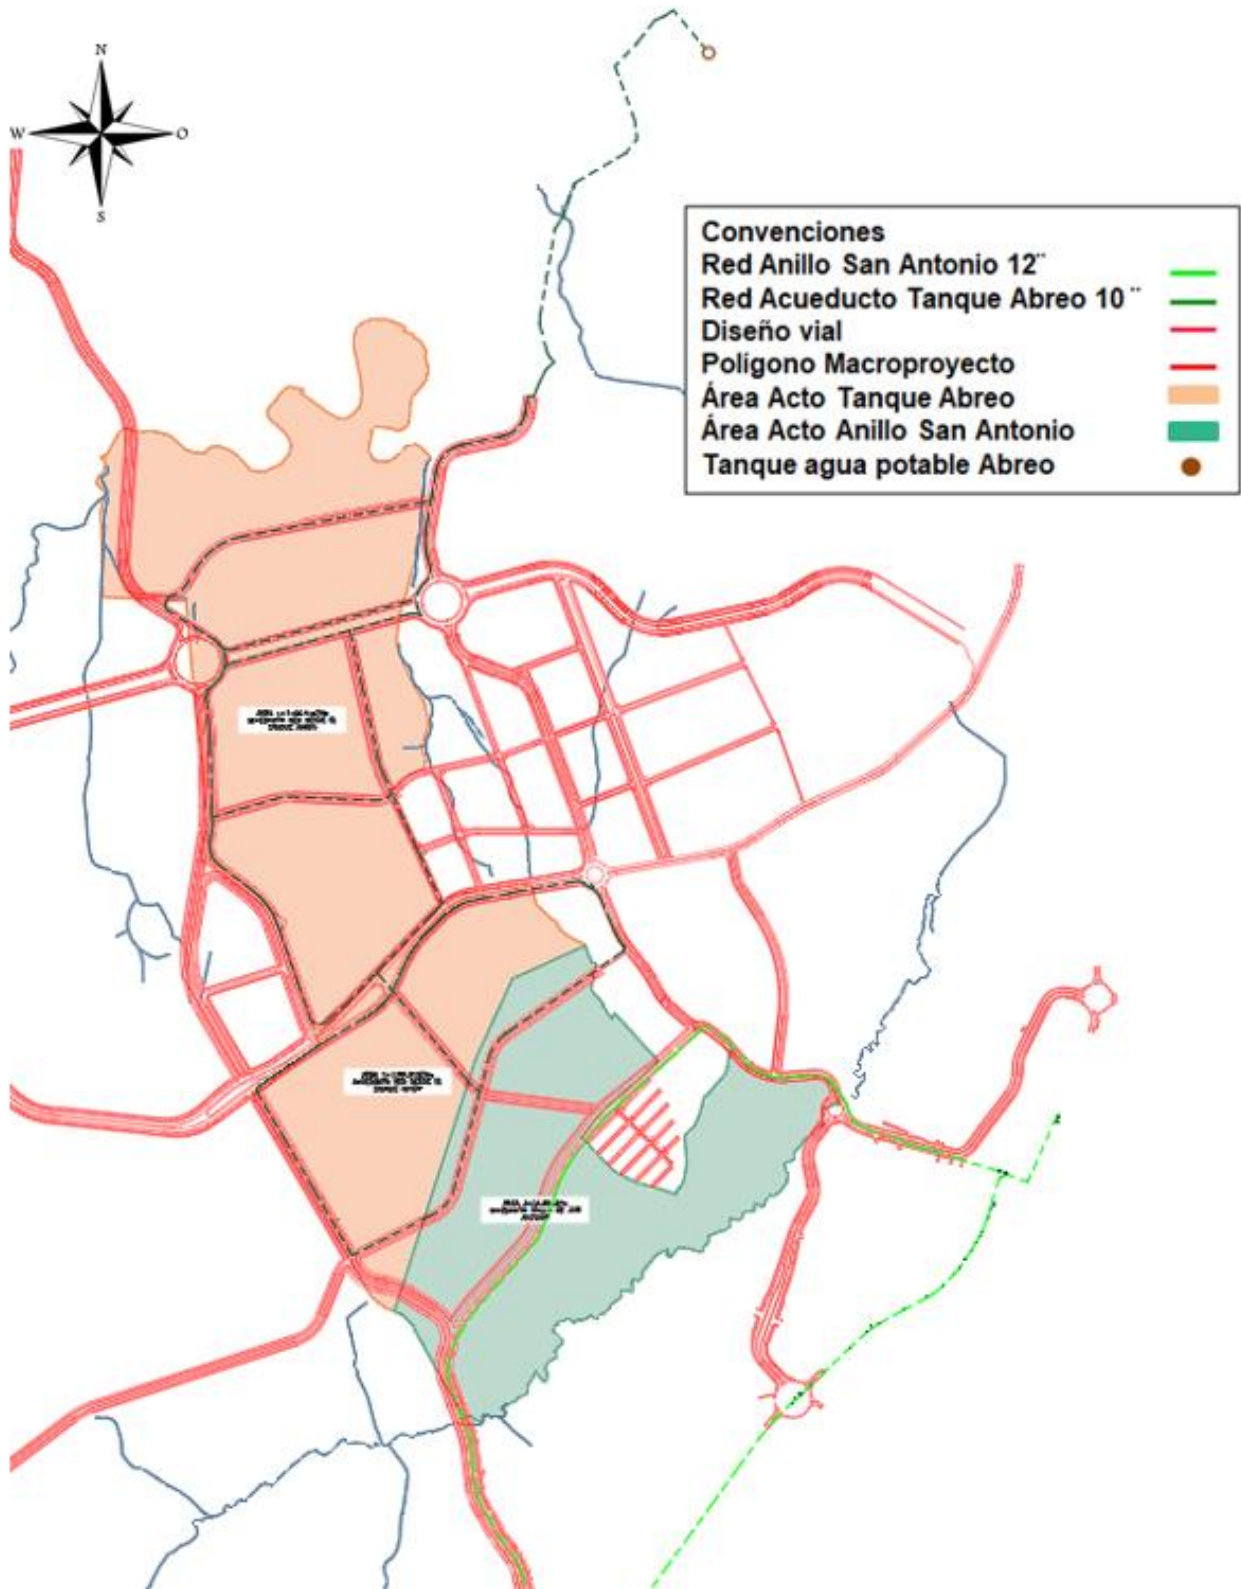 N
W
O
S
Convenciones
Red Anillo San Antonio 12¨
Red Acueducto Tanque Abreo 10 ¨
Diseño vial
Polígono Macroproyecto
Área Acto Tanque Abreo
Área Acto Anillo San Antonio
Tanque agua potable Abreo